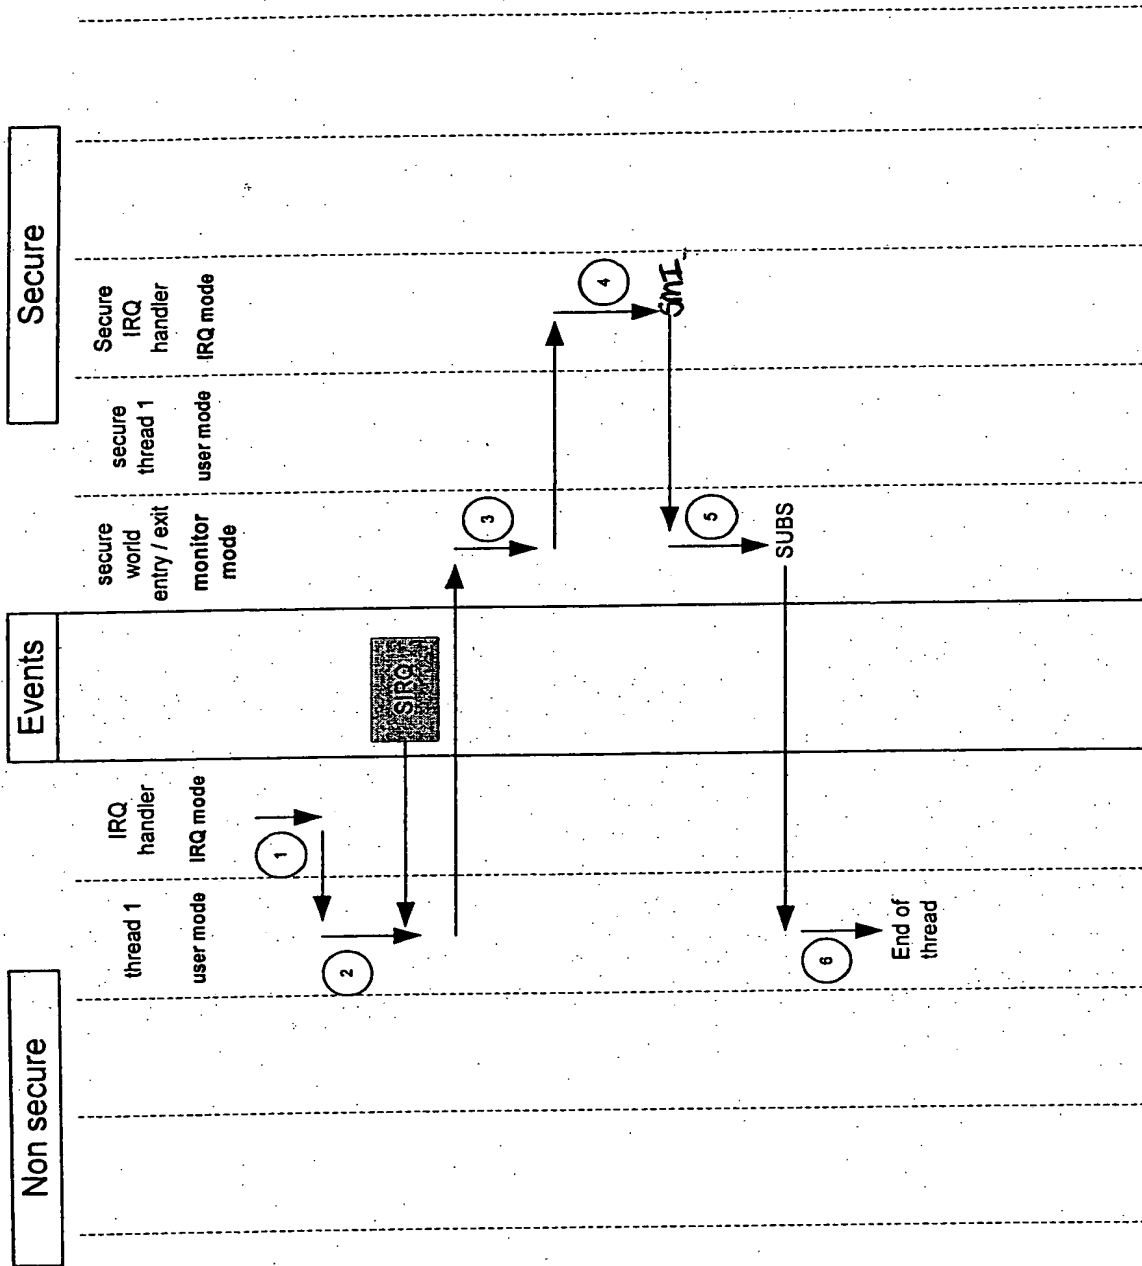 Non secure
Events
Secure
thread 1
user mode
IRQ
handler
IRQ mode
secure
world
entry / exit
monitor
mode
secure
thread 1
user mode
Secure
IRQ
handler
IRQ mode
1
2
SIRQ
3
4
SMI
5
SUBS
6
End of
thread